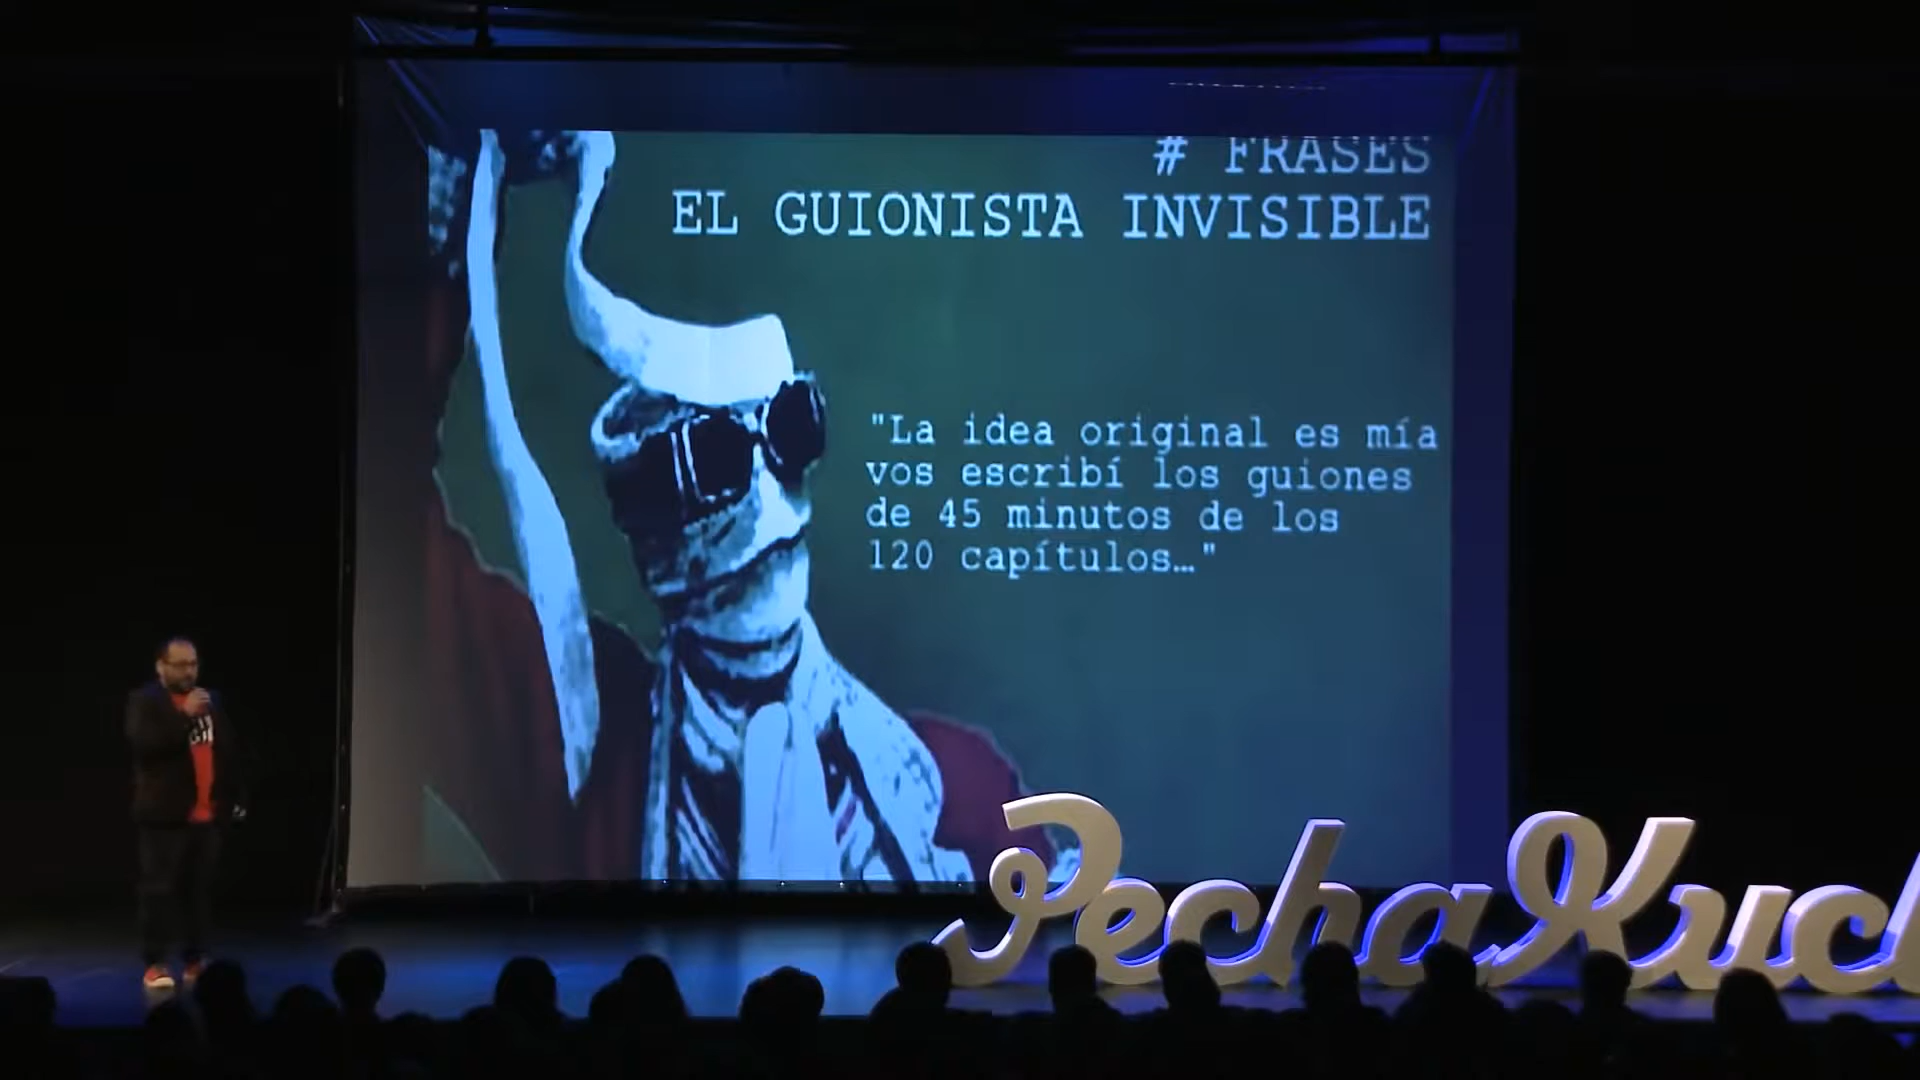 # FRASES
EL GUIONISTA INVISIBLE
"La idea original es mía
vos escribí los guiones
de 45 minutos de los
120 capítulos…"
PechaKuch